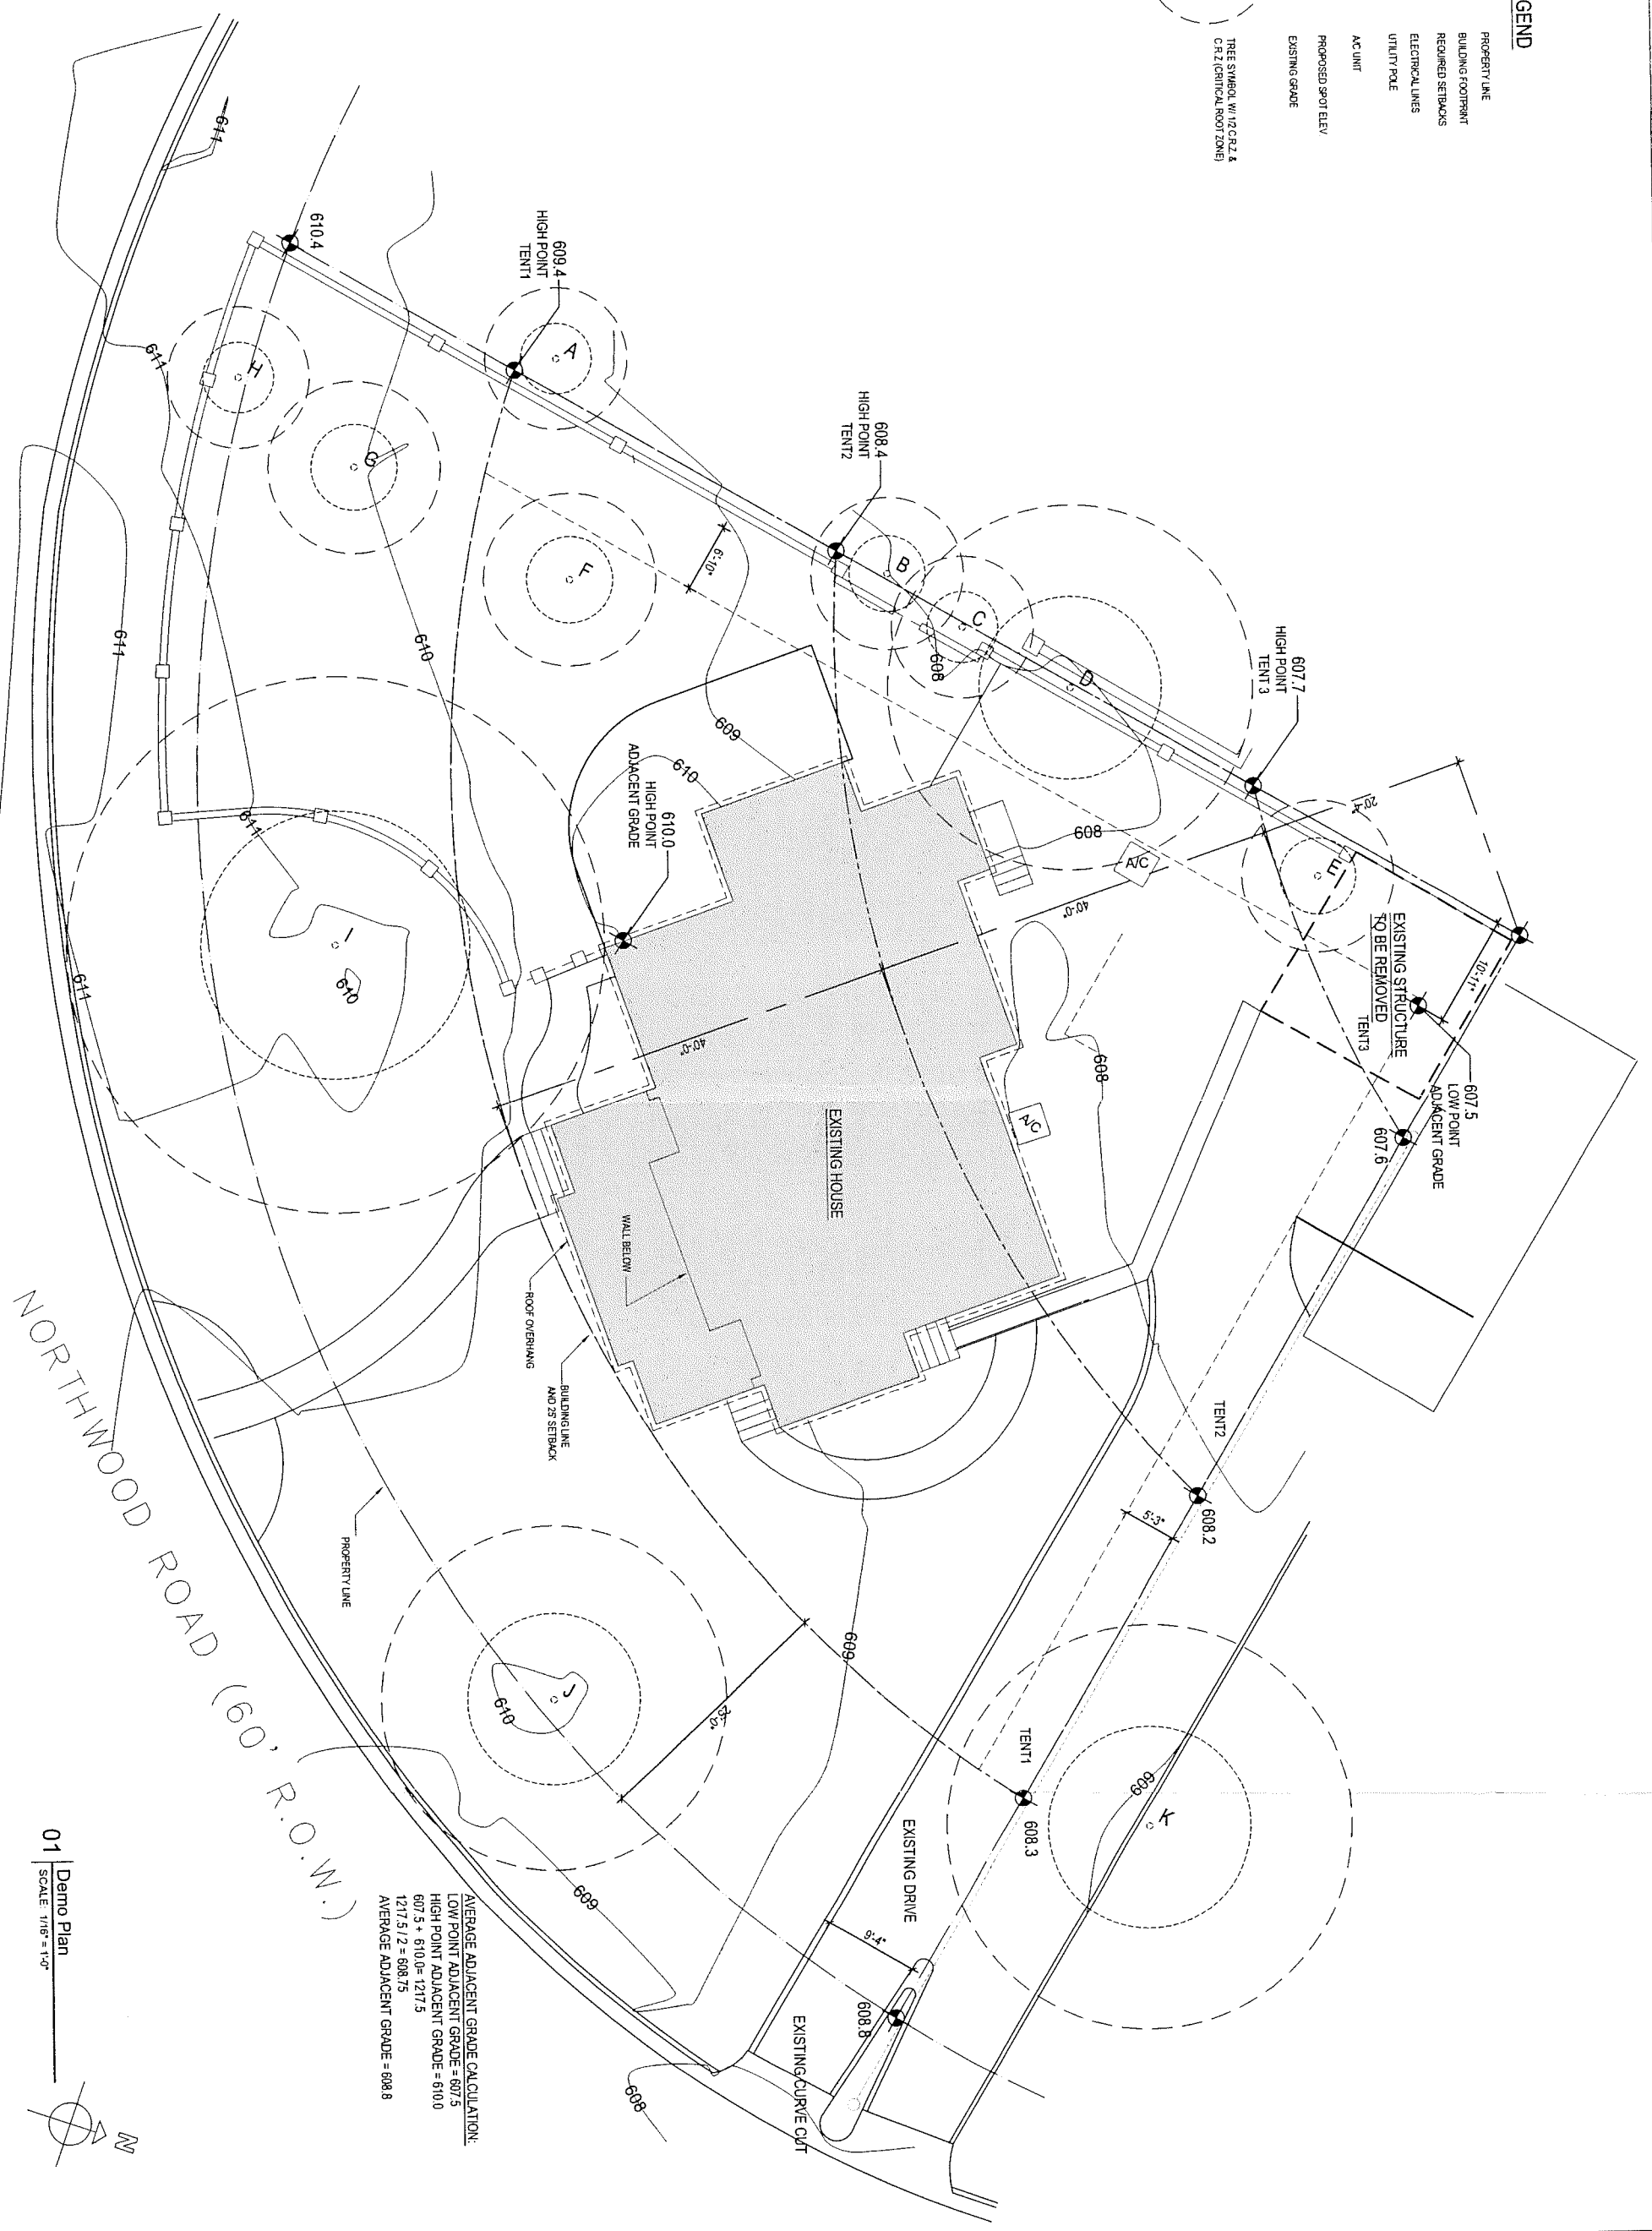 GEND
PROPERTY LINE
BUILDING FOOTPRINT
REQUIRED SETBACKS
ELECTRICAL LINES
UTILITY POLE
A/C UNIT
PROPOSED SPOT ELEV
EXISTING GRADE
TREE SYMBOL W/ 1/2 C.R.Z. &
C.R.Z (CRITICAL ROOT ZONE)
607.7
HIGH POINT
TENT 3
608.4
HIGH POINT
TENT2
609.4
HIGH POINT
TENT1
610.4
611
611
611
611
611
611
A
B
C
D
E
F
G
H
I
J
K
6'-10"
608
608
608
609
610
610
610
610.0
HIGH POINT
ADJACENT GRADE
A/C
A/C
40'-0"
40'-0"
10'-11"
EXISTING STRUCTURE
TO BE REMOVED
TENT3
607.5
LOW POINT
ADJACENT GRADE
607.6
EXISTING HOUSE
WALL BELOW
ROOF OVERHANG
BUILDING LINE
AND 25' SETBACK
PROPERTY LINE
TENT2
608.2
5'-3"
TENT1
608.3
609
609
609
610
25'-0"
EXISTING DRIVE
9'-4"
608.8
EXISTING CURVE CUT
608
NORTHWOOD ROAD (60' R.O.W.)
AVERAGE ADJACENT GRADE CALCULATION:
LOW POINT ADJACENT GRADE = 607.5
HIGH POINT ADJACENT GRADE = 610.0
607.5 + 610.0= 1217.5
1217.5 / 2 = 608.75
AVERAGE ADJACENT GRADE = 608.8
01
Demo Plan
SCALE: 1/16" = 1'-0"
N